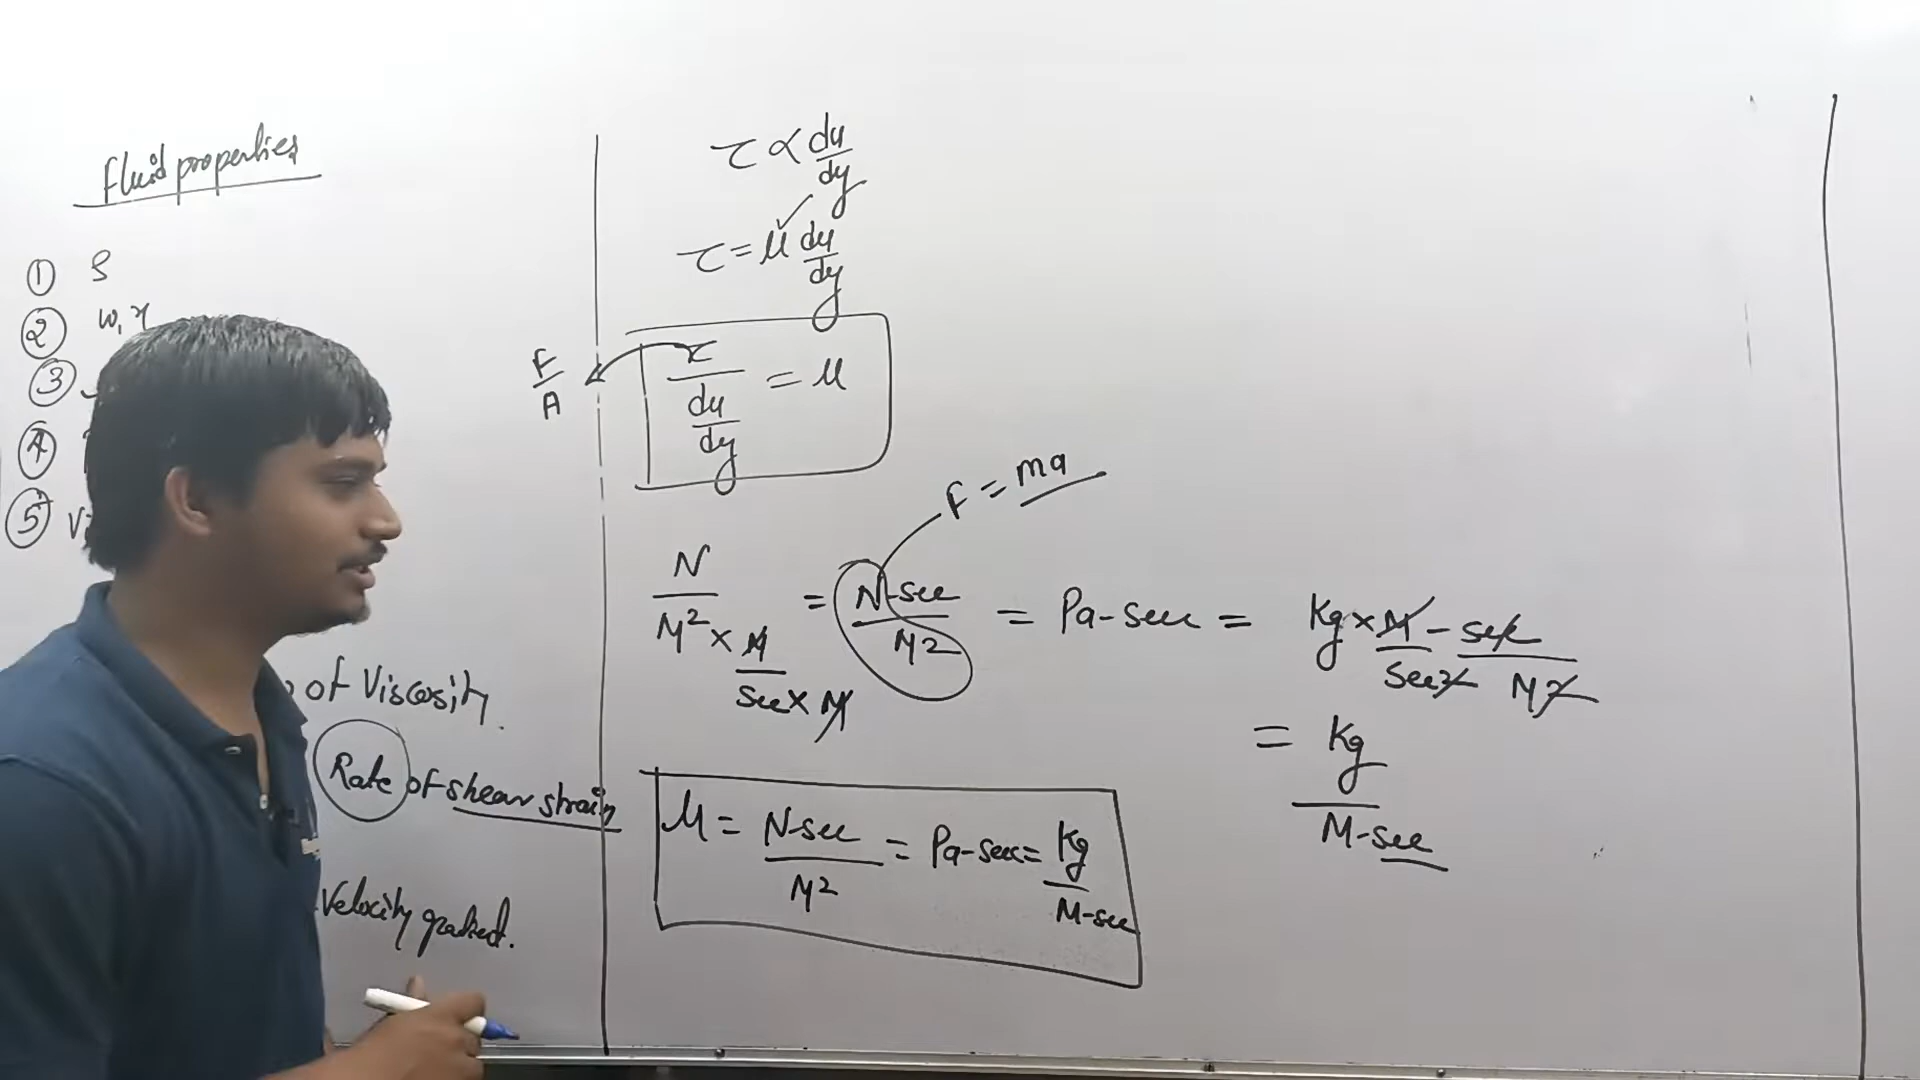 Fluid properties
① ρ
② w, γ
③
④
⑤
of Viscosity.
Rate of shear strain
Velocity gradient.
τ ∝ du/dy
τ = μ du/dy
F/A
τ/(du/dy) = μ
F = ma
N/(M² × M/(sec × M)) = N-sec/M² = Pa-sec = Kg × M/sec² - sec/M²
= Kg/M-sec
μ = N-sec/M² = Pa-sec = Kg/M-sec